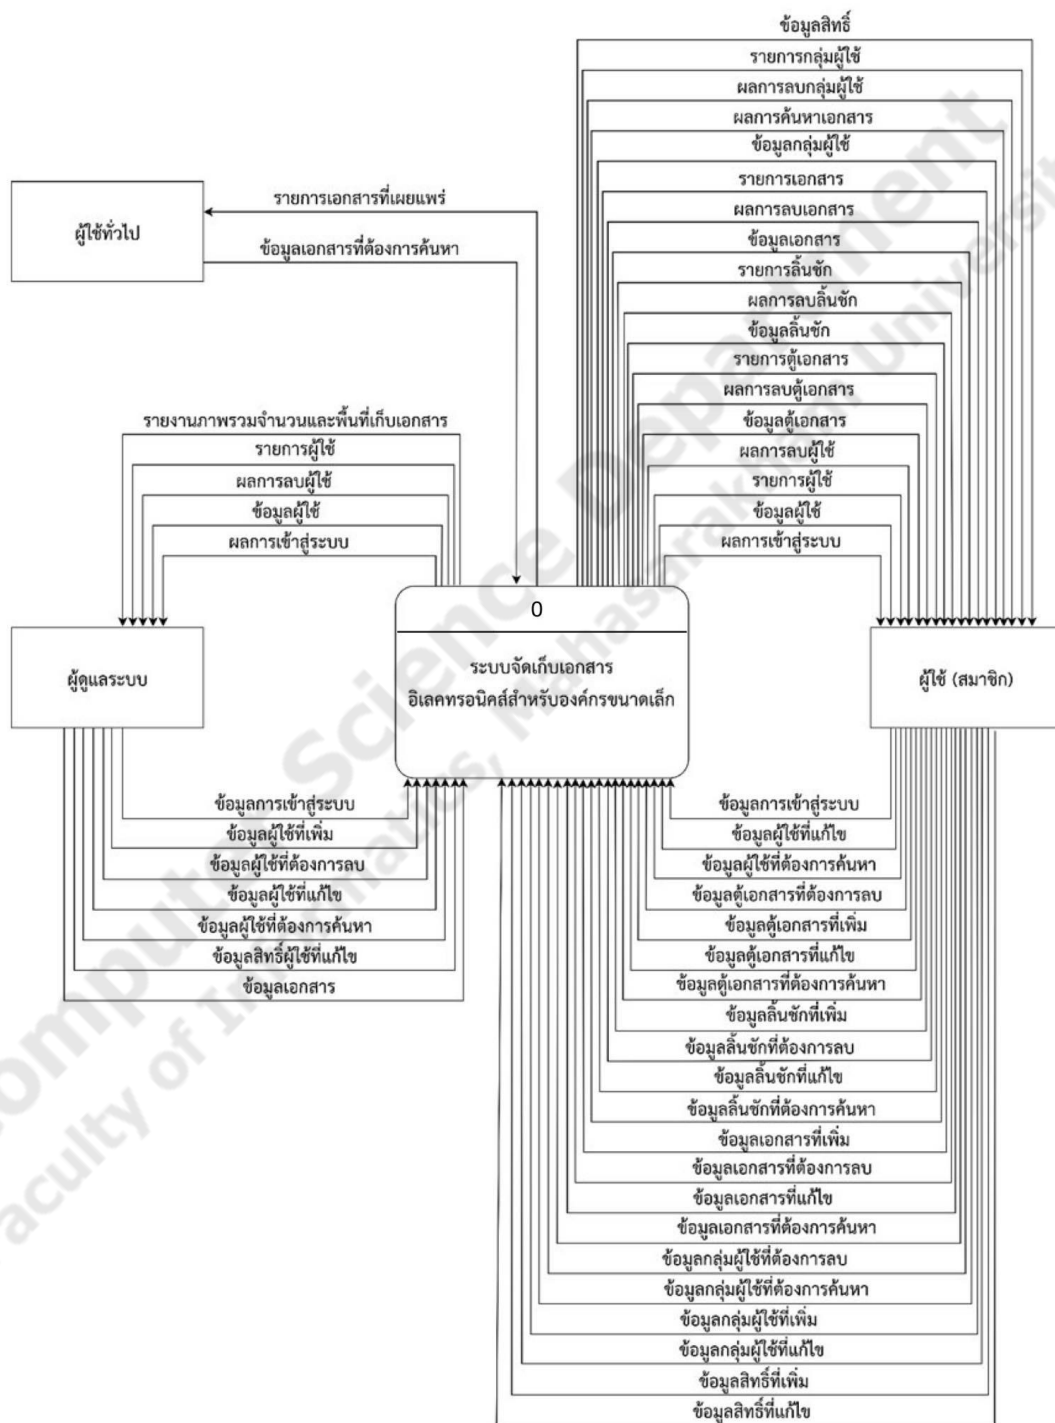 ข้อมูลสิทธิ์
รายการกลุ่มผู้ใช้
ผลการลบกลุ่มผู้ใช้
ผลการค้นหาเอกสาร
ข้อมูลกลุ่มผู้ใช้
รายการเอกสาร
ผลการลบเอกสาร
ข้อมูลเอกสาร
รายการลิ้นชัก
ผลการลบลิ้นชัก
ข้อมูลลิ้นชัก
รายการตู้เอกสาร
ผลการลบตู้เอกสาร
ข้อมูลตู้เอกสาร
ผลการลบผู้ใช้
รายการผู้ใช้
ข้อมูลผู้ใช้
ผลการเข้าสู่ระบบ
ผู้ใช้ทั่วไป
รายการเอกสารที่เผยแพร่
ข้อมูลเอกสารที่ต้องการค้นหา
รายงานภาพรวมจำนวนและพื้นที่เก็บเอกสาร
รายการผู้ใช้
ผลการลบผู้ใช้
ข้อมูลผู้ใช้
ผลการเข้าสู่ระบบ
ผู้ดูแลระบบ
0
ระบบจัดเก็บเอกสาร
อิเลคทรอนิคส์สำหรับองค์กรขนาดเล็ก
ผู้ใช้ (สมาชิก)
ข้อมูลการเข้าสู่ระบบ
ข้อมูลผู้ใช้ที่เพิ่ม
ข้อมูลผู้ใช้ที่ต้องการลบ
ข้อมูลผู้ใช้ที่แก้ไข
ข้อมูลผู้ใช้ที่ต้องการค้นหา
ข้อมูลสิทธิ์ผู้ใช้ที่แก้ไข
ข้อมูลเอกสาร
ข้อมูลการเข้าสู่ระบบ
ข้อมูลผู้ใช้ที่แก้ไข
ข้อมูลผู้ใช้ที่ต้องการค้นหา
ข้อมูลตู้เอกสารที่ต้องการลบ
ข้อมูลตู้เอกสารที่เพิ่ม
ข้อมูลตู้เอกสารที่แก้ไข
ข้อมูลตู้เอกสารที่ต้องการค้นหา
ข้อมูลลิ้นชักที่เพิ่ม
ข้อมูลลิ้นชักที่ต้องการลบ
ข้อมูลลิ้นชักที่แก้ไข
ข้อมูลลิ้นชักที่ต้องการค้นหา
ข้อมูลเอกสารที่เพิ่ม
ข้อมูลเอกสารที่ต้องการลบ
ข้อมูลเอกสารที่แก้ไข
ข้อมูลเอกสารที่ต้องการค้นหา
ข้อมูลกลุ่มผู้ใช้ที่ต้องการลบ
ข้อมูลกลุ่มผู้ใช้ที่ต้องการค้นหา
ข้อมูลกลุ่มผู้ใช้ที่เพิ่ม
ข้อมูลกลุ่มผู้ใช้ที่แก้ไข
ข้อมูลสิทธิ์ที่เพิ่ม
ข้อมูลสิทธิ์ที่แก้ไข
omputer Science Department
aculty of Informatics, Mahasarakham Universit